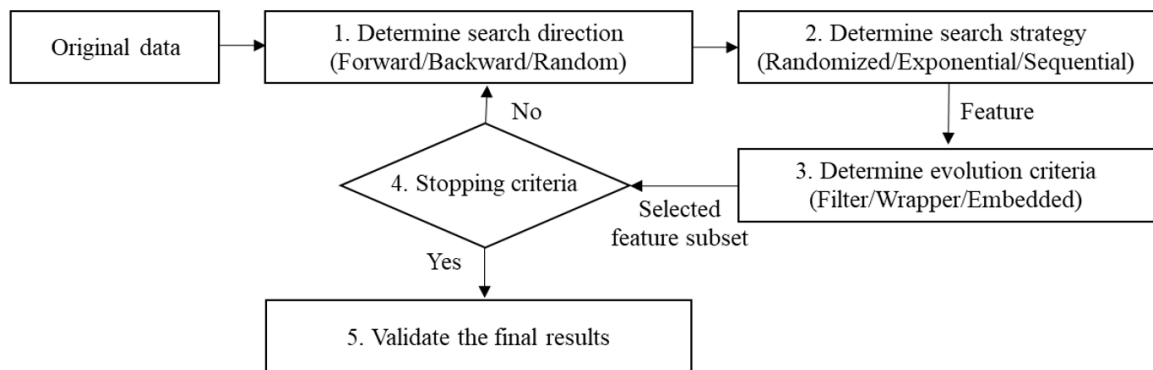 Original data
1. Determine search direction
(Forward/Backward/Random)
2. Determine search strategy
(Randomized/Exponential/Sequential)
Feature
3. Determine evolution criteria
(Filter/Wrapper/Embedded)
Selected
feature subset
4. Stopping criteria
No
Yes
5. Validate the final results